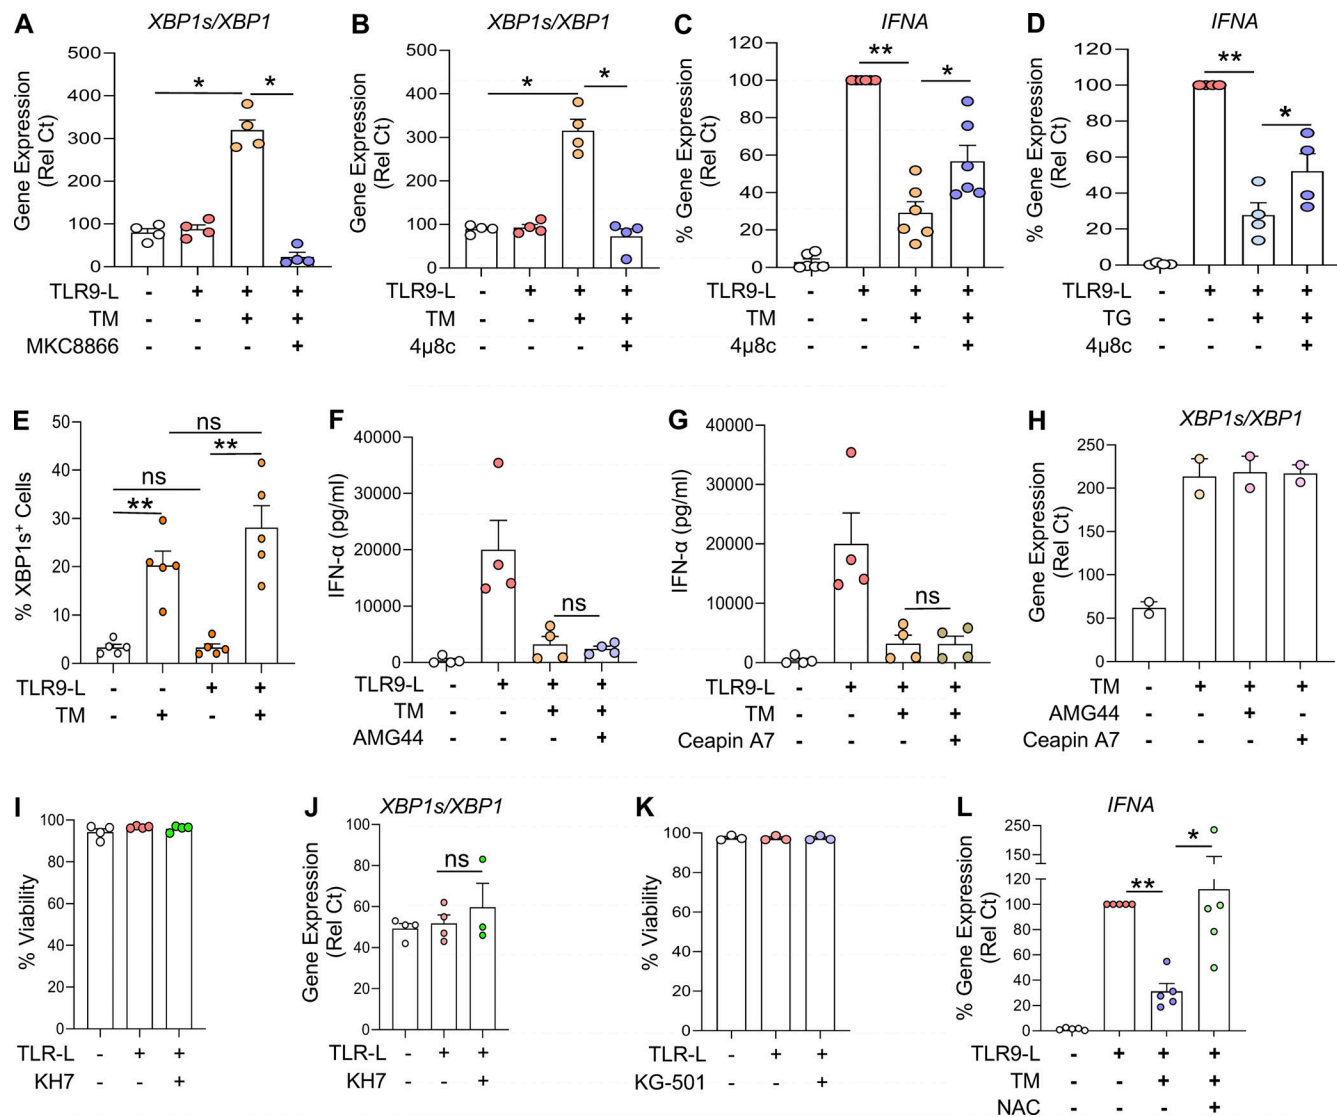 A
XBP1s/XBP1
Gene Expression
(Rel Ct)
500
400
300
200
100
0
*
*
TLR9-L - + + +
TM - - + +
MKC8866 - - - +
B
XBP1s/XBP1
Gene Expression
(Rel Ct)
500
400
300
200
100
0
*
*
TLR9-L - + + +
TM - - + +
4µ8c - - - +
C
IFNA
% Gene Expression
(Rel Ct)
120
100
80
60
40
20
0
**
*
TLR9-L - + + +
TM - - + +
4µ8c - - - +
D
IFNA
% Gene Expression
(Rel Ct)
120
100
80
60
40
20
0
**
*
TLR9-L - + + +
TG - - + +
4µ8c - - - +
E
% XBP1s+ Cells
50
40
30
20
10
0
ns
**
ns
**
TLR9-L - - + +
TM - + - +
F
IFN-α (pg/ml)
40000
30000
20000
10000
0
ns
TLR9-L - + + +
TM - - + +
AMG44 - - - +
G
IFN-α (pg/ml)
40000
30000
20000
10000
0
ns
TLR9-L - + + +
TM - - + +
Ceapin A7 - - - +
H
XBP1s/XBP1
Gene Expression
(Rel Ct)
250
200
150
100
50
0
TM - + + +
AMG44 - - + -
Ceapin A7 - - - +
I
% Viability
100
80
60
40
20
0
TLR-L - + +
KH7 - - +
J
XBP1s/XBP1
Gene Expression
(Rel Ct)
100
80
60
40
20
0
ns
TLR-L - + +
KH7 - - +
K
% Viability
100
80
60
40
20
0
TLR-L - + +
KG-501 - - +
L
IFNA
% Gene Expression
(Rel Ct)
250
150
120
100
80
60
40
20
0
**
*
TLR9-L - + + +
TM - - + +
NAC - - - +